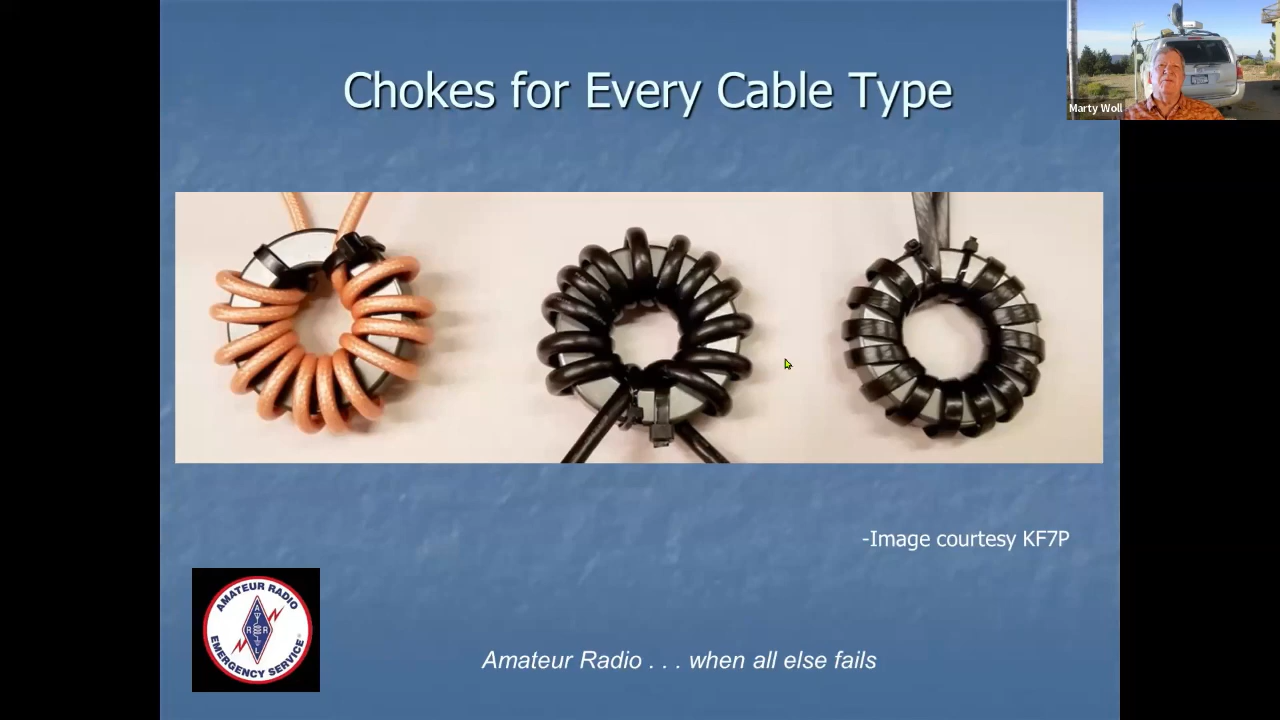 Chokes for Every Cable Type
Marty Woll
-Image courtesy KF7P
AMATEUR RADIO
A
R R
L
EMERGENCY SERVICE
Amateur Radio . . . when all else fails